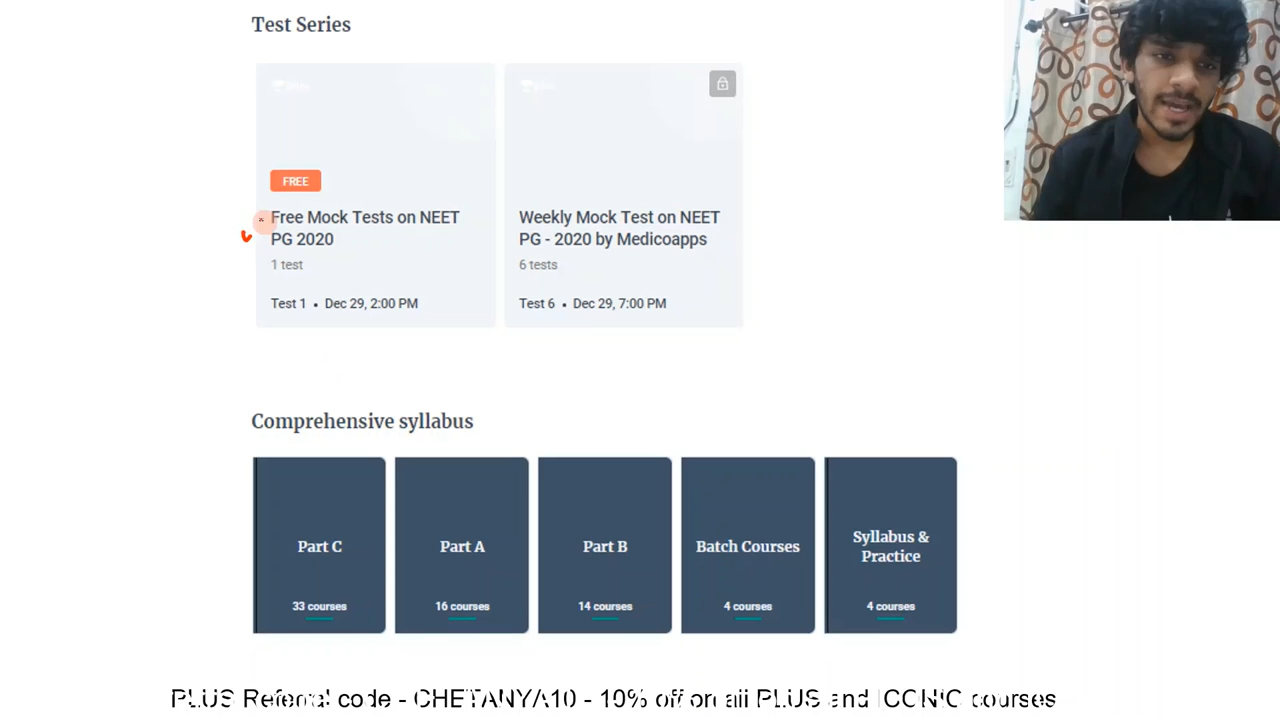 Test Series
FREE
Free Mock Tests on NEET
PG 2020
1 test
Test 1 • Dec 29, 2:00 PM
Weekly Mock Test on NEET
PG - 2020 by Medicoapps
6 tests
Test 6 • Dec 29, 7:00 PM
Comprehensive syllabus
Part C
33 courses
Part A
16 courses
Part B
14 courses
Batch Courses
4 courses
Syllabus &
Practice
4 courses
PLUS Referral code - CHETANYA10 - 10% off on all PLUS and ICONIC courses